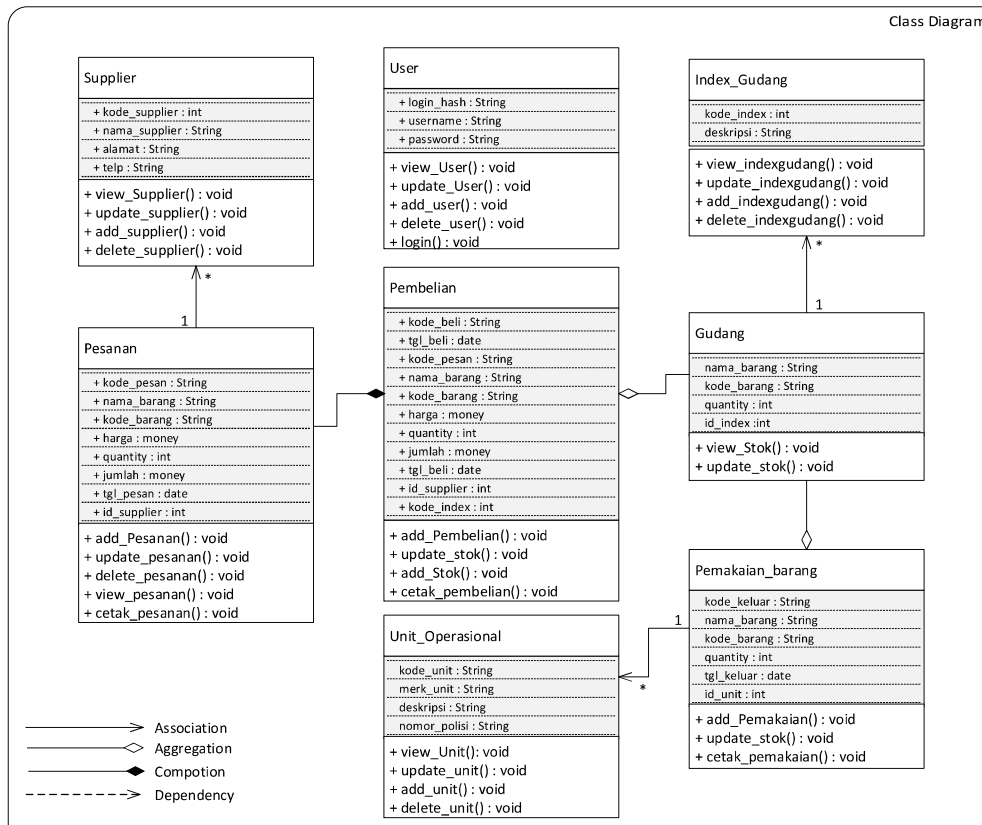 Class Diagram
Supplier
+ kode_supplier : int
+ nama_supplier : String
+ alamat : String
+ telp : String
+ view_Supplier() : void
+ update_supplier() : void
+ add_supplier() : void
+ delete_supplier() : void
User
+ login_hash : String
+ username : String
+ password : String
+ view_User() : void
+ update_User() : void
+ add_user() : void
+ delete_user() : void
+ login() : void
Index_Gudang
kode_index : int
deskripsi : String
+ view_indexgudang() : void
+ update_indexgudang() : void
+ add_indexgudang() : void
+ delete_indexgudang() : void
*
1
*
1
Pesanan
+ kode_pesan : String
+ nama_barang : String
+ kode_barang : String
+ harga : money
+ quantity : int
+ jumlah : money
+ tgl_pesan : date
+ id_supplier : int
+ add_Pesanan() : void
+ update_pesanan() : void
+ delete_pesanan() : void
+ view_pesanan() : void
+ cetak_pesanan() : void
Pembelian
+ kode_beli : String
+ tgl_beli : date
+ kode_pesan : String
+ nama_barang : String
+ kode_barang : String
+ harga : money
+ quantity : int
+ jumlah : money
+ tgl_beli : date
+ id_supplier : int
+ kode_index : int
+ add_Pembelian() : void
+ update_stok() : void
+ add_Stok() : void
+ cetak_pembelian() : void
Gudang
nama_barang : String
kode_barang : String
quantity : int
id_index :int
+ view_Stok() : void
+ update_stok() : void
Pemakaian_barang
kode_keluar : String
nama_barang : String
kode_barang : String
quantity : int
tgl_keluar : date
id_unit : int
+ add_Pemakaian() : void
+ update_stok() : void
+ cetak_pemakaian() : void
1
*
Unit_Operasional
kode_unit : String
merk_unit : String
deskripsi : String
nomor_polisi : String
+ view_Unit(): void
+ update_unit() : void
+ add_unit() : void
+ delete_unit() : void
Association
Aggregation
Compotion
Dependency